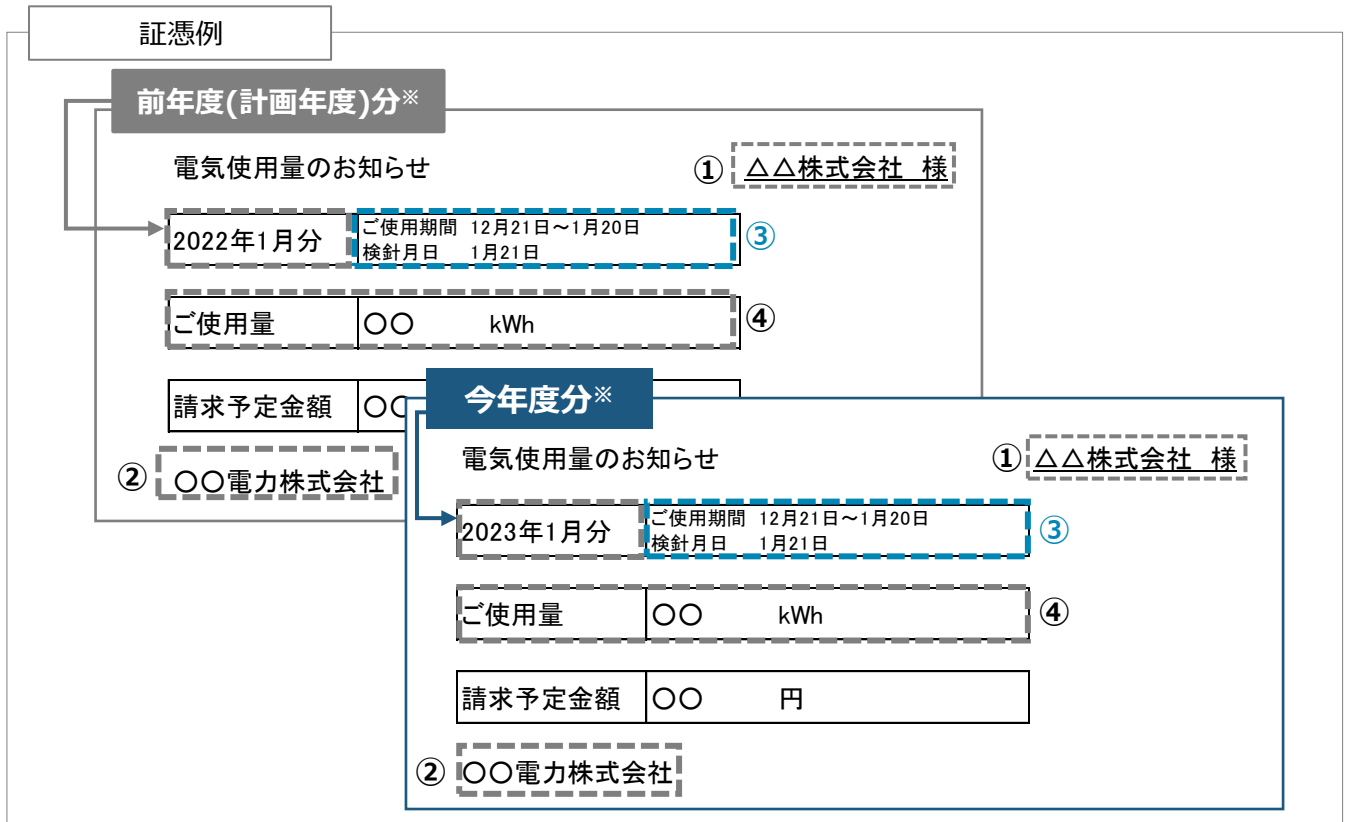 証憑例
前年度(計画年度)分※
電気使用量のお知らせ
① △△株式会社 様
2022年1月分
ご使用期間 12月21日～1月20日
検針月日 1月21日
③
ご使用量 〇〇 kWh
④
請求予定金額 〇〇
② 〇〇電力株式会社
今年度分※
電気使用量のお知らせ
① △△株式会社 様
2023年1月分
ご使用期間 12月21日～1月20日
検針月日 1月21日
③
ご使用量 〇〇 kWh
④
請求予定金額 〇〇 円
② 〇〇電力株式会社